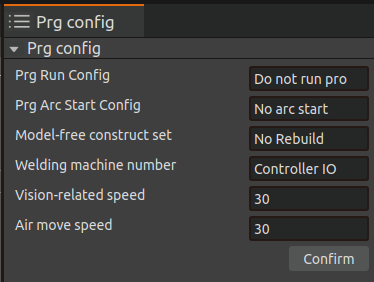 Prg config
Prg config
Prg Run Config Do not run pro
Prg Arc Start Config No arc start
Model-free construct set No Rebuild
Welding machine number Controller IO
Vision-related speed 30
Air move speed 30
Confirm